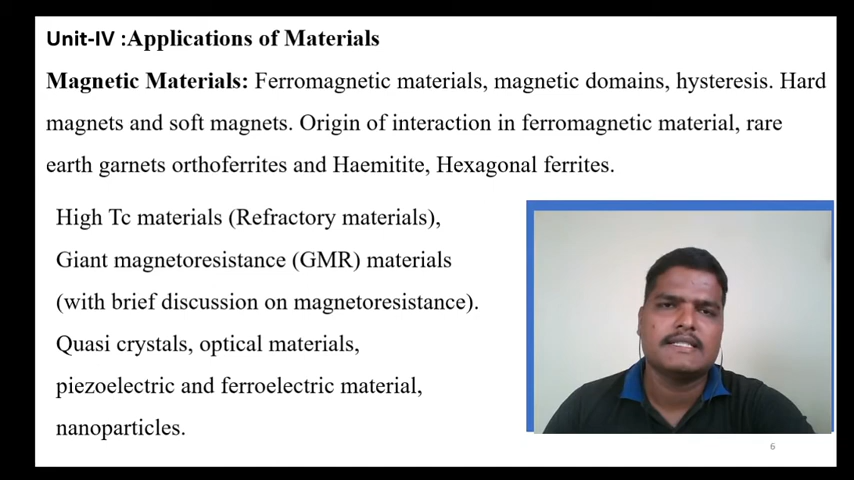 Unit-IV :Applications of Materials
Magnetic Materials: Ferromagnetic materials, magnetic domains, hysteresis. Hard
magnets and soft magnets. Origin of interaction in ferromagnetic material, rare
earth garnets orthoferrites and Haemitite, Hexagonal ferrites.
High Tc materials (Refractory materials),
Giant magnetoresistance (GMR) materials
(with brief discussion on magnetoresistance).
Quasi crystals, optical materials,
piezoelectric and ferroelectric material,
nanoparticles.
6